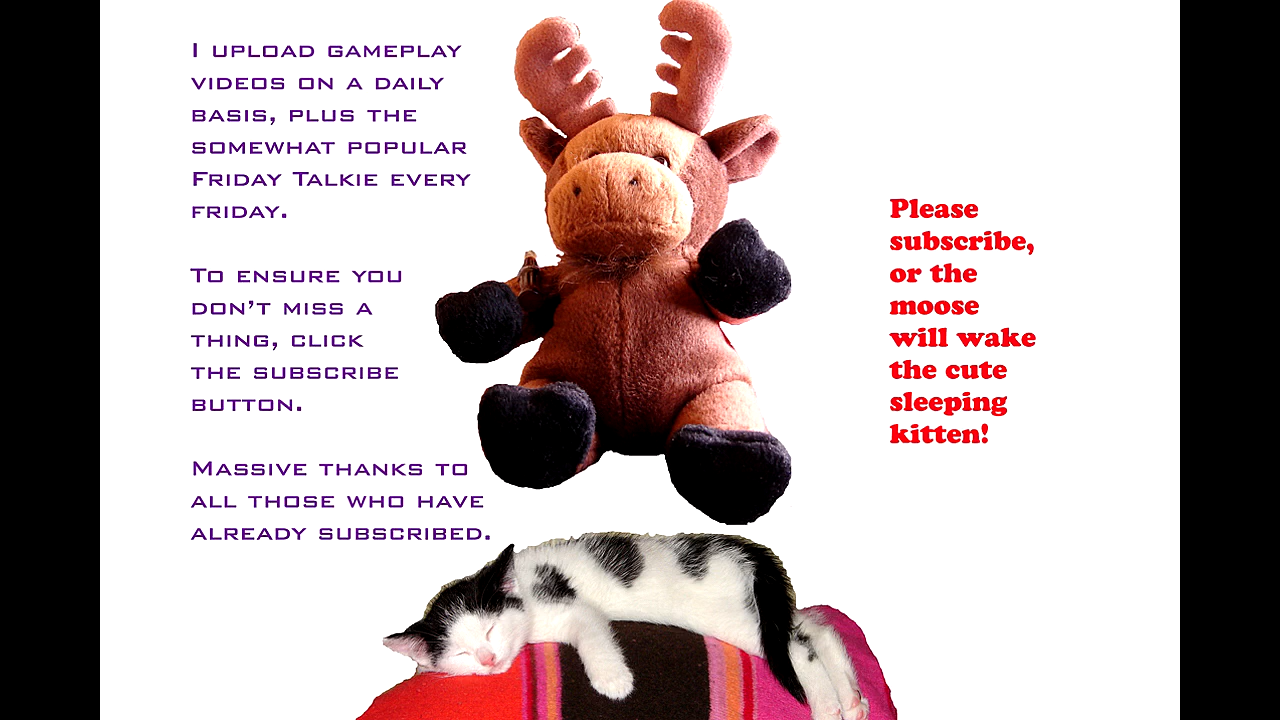 I upload gameplay
videos on a daily
basis, plus the
somewhat popular
Friday Talkie every
friday.
To ensure you
don't miss a
thing, click
the subscribe
button.
Massive thanks to
all those who have
already subscribed.
Please
subscribe,
or the
moose
will wake
the cute
sleeping
kitten!